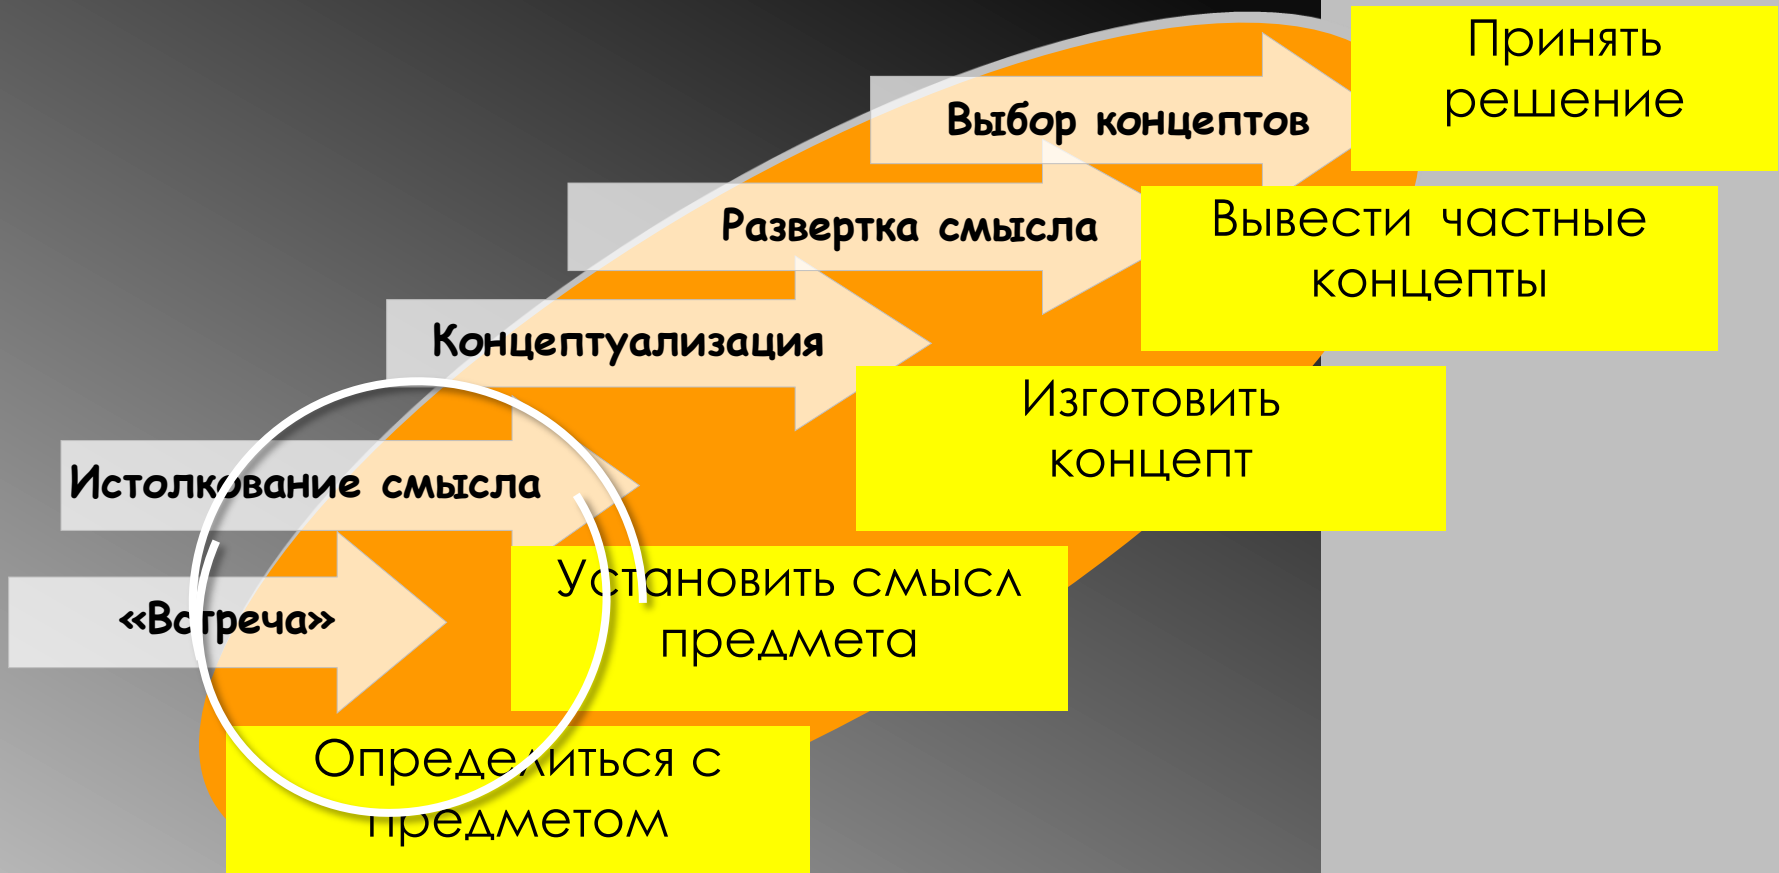 Принять
решение
Выбор концептов
Вывести частные
концепты
Развертка смысла
Концептуализация
Изготовить
концепт
Истолкование смысла
Установить смысл
предмета
«Встреча»
Определиться с
предметом